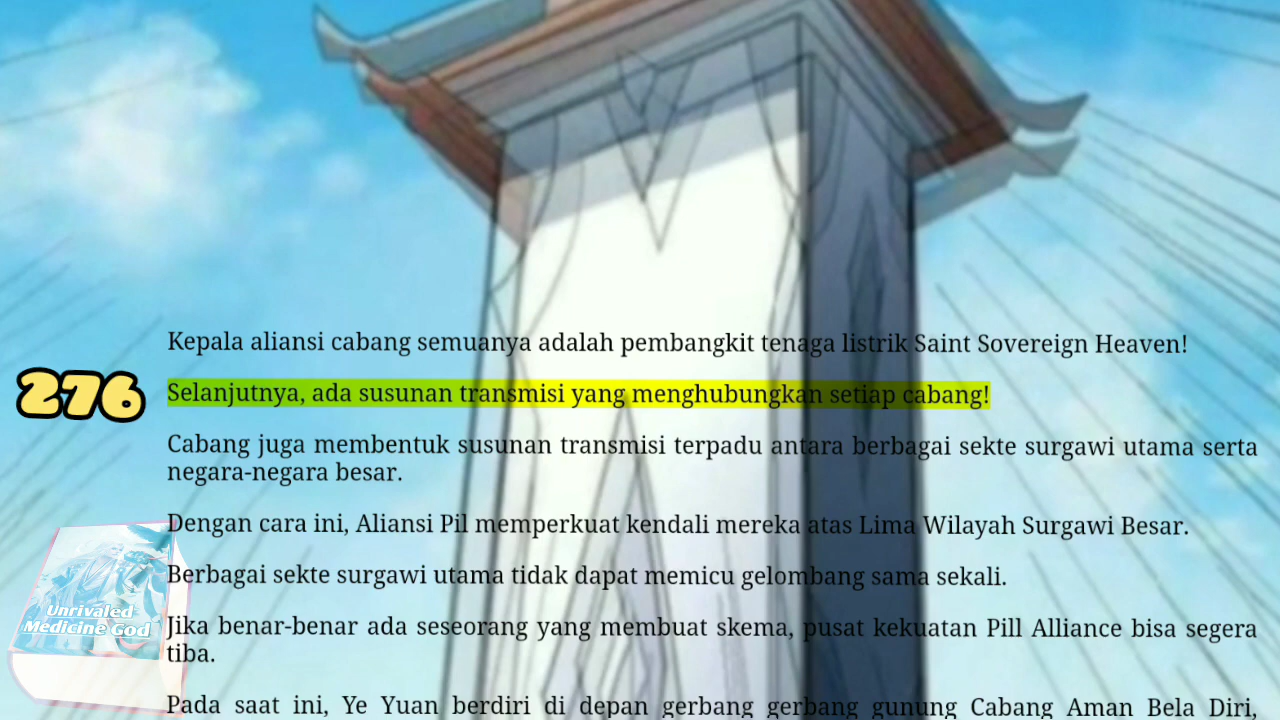 Kepala aliansi cabang semuanya adalah pembangkit tenaga listrik Saint Sovereign Heaven!
276
Selanjutnya, ada susunan transmisi yang menghubungkan setiap cabang!
Cabang juga membentuk susunan transmisi terpadu antara berbagai sekte surgawi utama serta
negara-negara besar.
Dengan cara ini, Aliansi Pil memperkuat kendali mereka atas Lima Wilayah Surgawi Besar.
Berbagai sekte surgawi utama tidak dapat memicu gelombang sama sekali.
Unrivaled
Medicine God
Jika benar-benar ada seseorang yang membuat skema, pusat kekuatan Pill Alliance bisa segera
tiba.
Pada saat ini, Ye Yuan berdiri di depan gerbang gerbang gunung Cabang Aman Bela Diri,